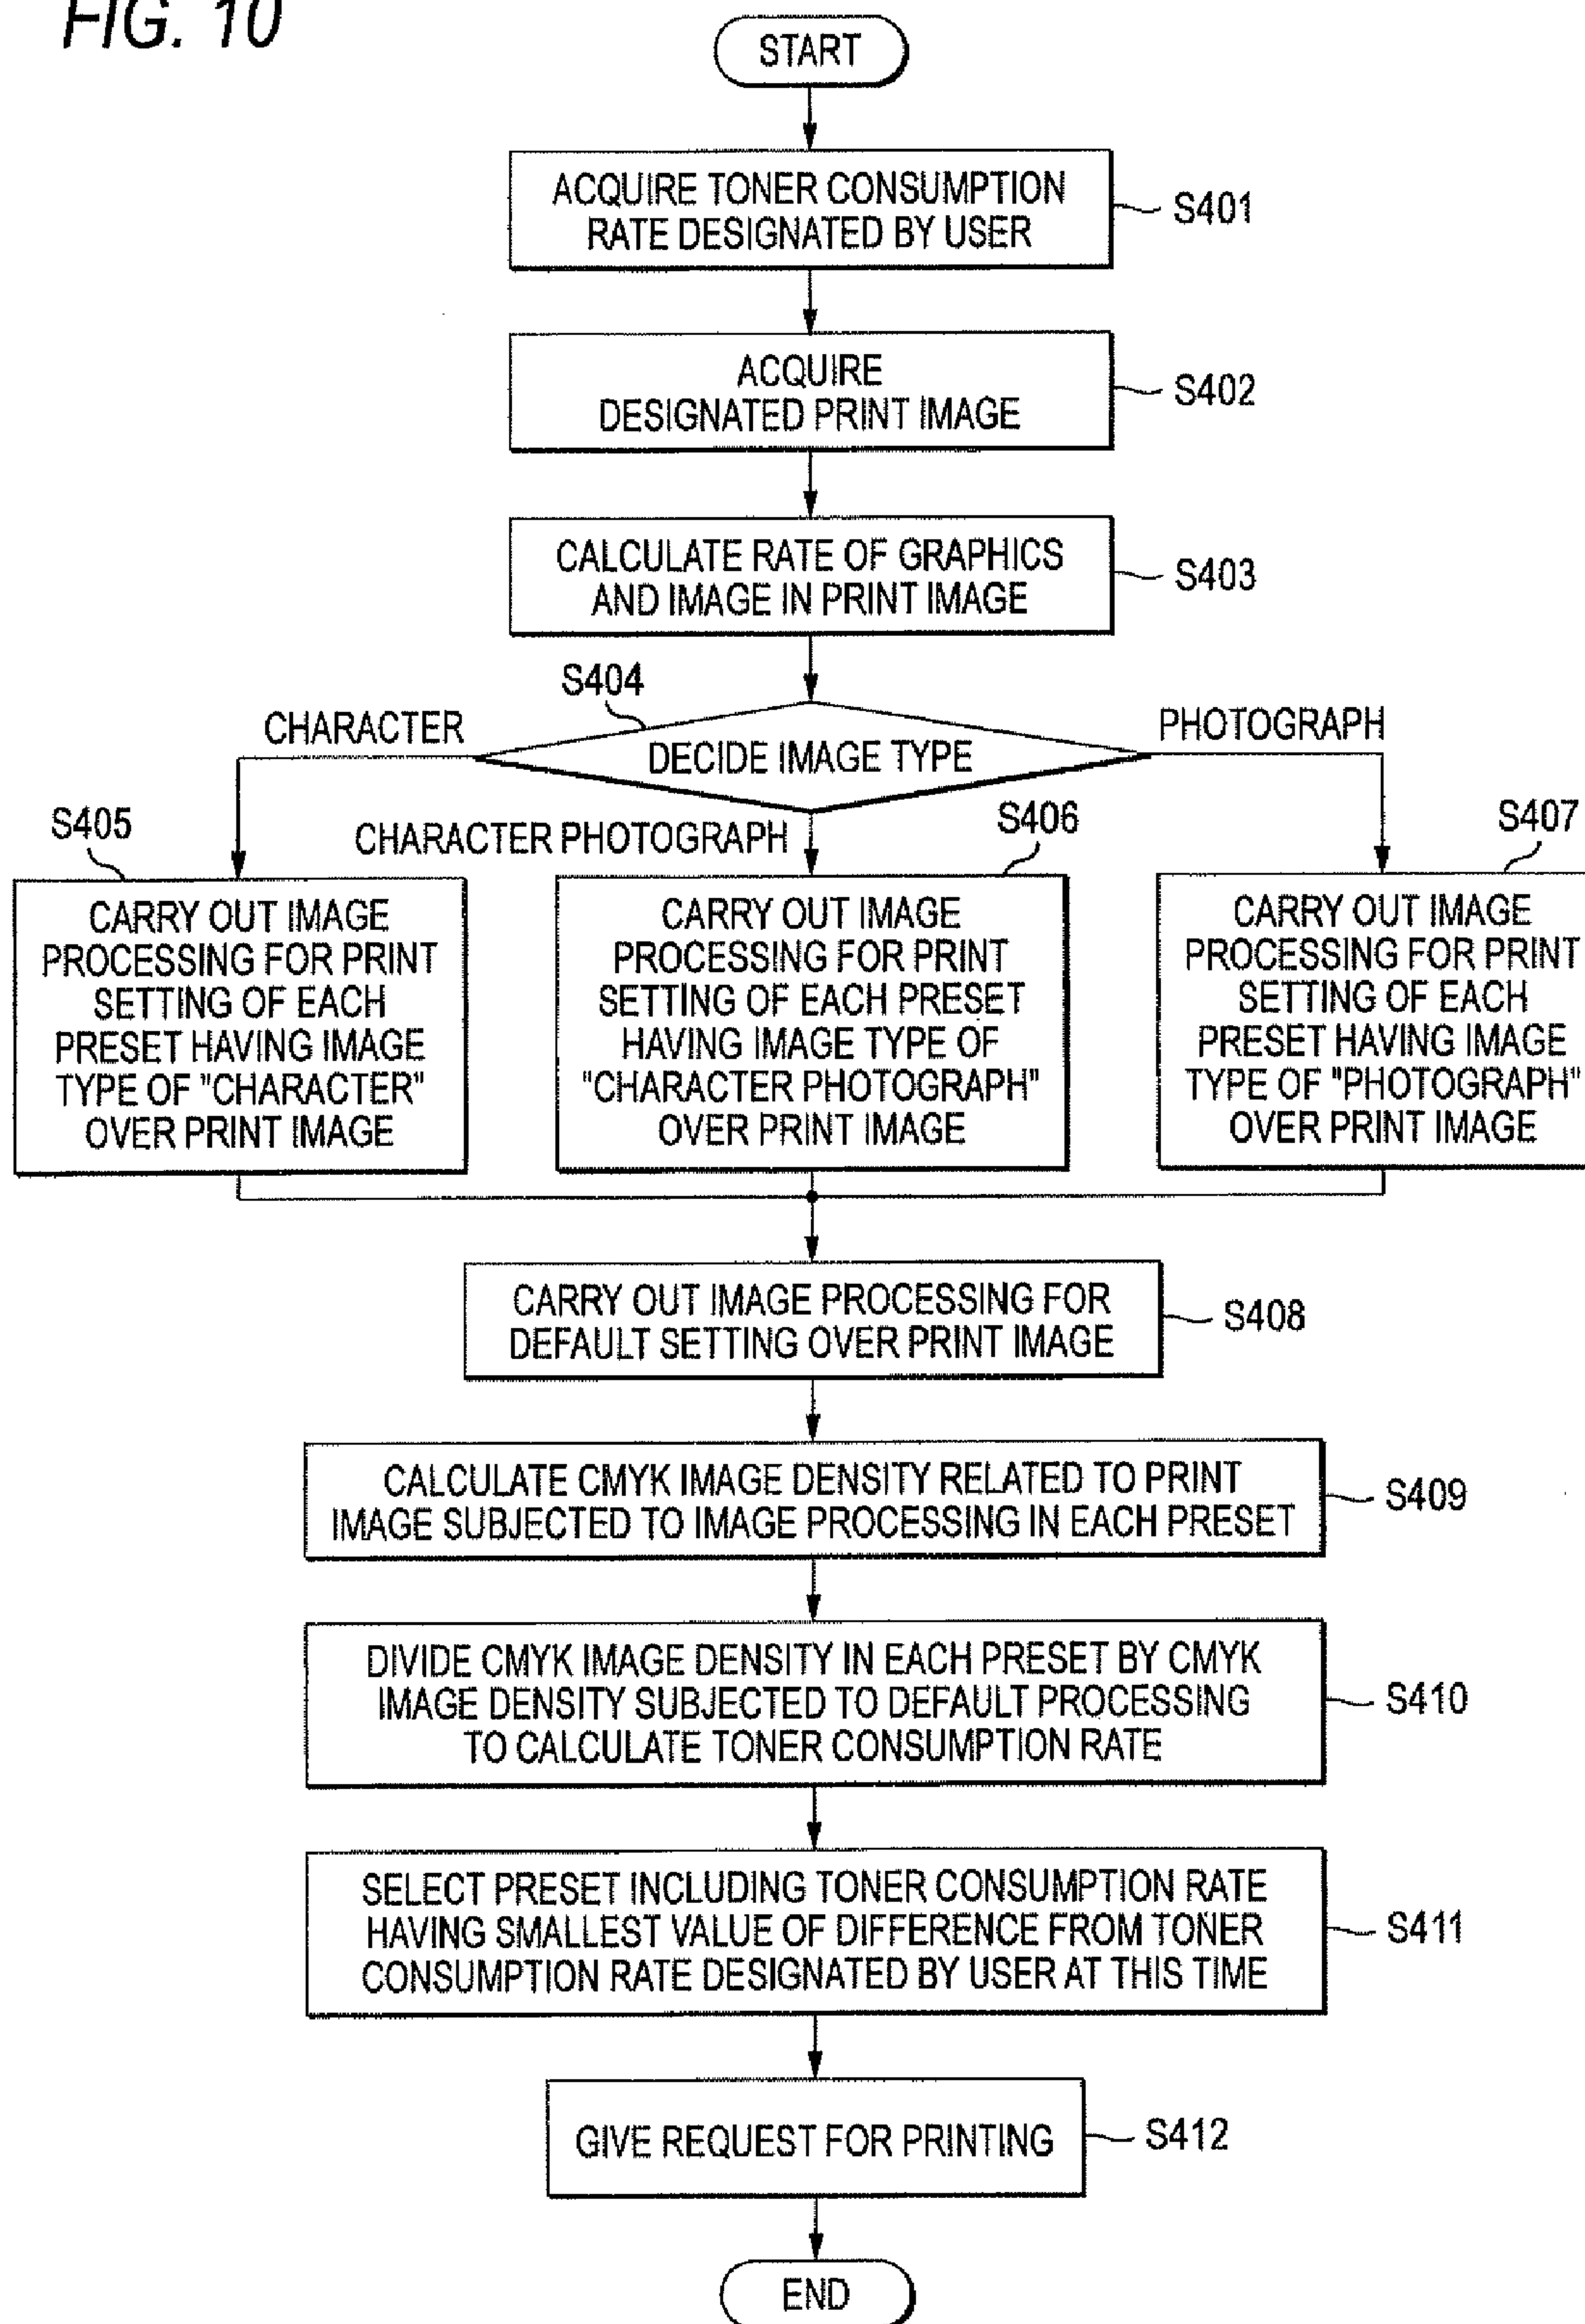 FIG. 10
START
ACQUIRE TONER CONSUMPTION
RATE DESIGNATED BY USER
S401
ACQUIRE
DESIGNATED PRINT IMAGE
S402
CALCULATE RATE OF GRAPHICS
AND IMAGE IN PRINT IMAGE
S403
S404
DECIDE IMAGE TYPE
CHARACTER
CHARACTER PHOTOGRAPH
PHOTOGRAPH
S405
CARRY OUT IMAGE
PROCESSING FOR PRINT
SETTING OF EACH
PRESET HAVING IMAGE
TYPE OF "CHARACTER"
OVER PRINT IMAGE
S406
CARRY OUT IMAGE
PROCESSING FOR PRINT
SETTING OF EACH PRESET
HAVING IMAGE TYPE OF
"CHARACTER PHOTOGRAPH"
OVER PRINT IMAGE
S407
CARRY OUT IMAGE
PROCESSING FOR PRINT
SETTING OF EACH
PRESET HAVING IMAGE
TYPE OF "PHOTOGRAPH"
OVER PRINT IMAGE
CARRY OUT IMAGE PROCESSING FOR
DEFAULT SETTING OVER PRINT IMAGE
S408
CALCULATE CMYK IMAGE DENSITY RELATED TO PRINT
IMAGE SUBJECTED TO IMAGE PROCESSING IN EACH PRESET
S409
DIVIDE CMYK IMAGE DENSITY IN EACH PRESET BY CMYK
IMAGE DENSITY SUBJECTED TO DEFAULT PROCESSING
TO CALCULATE TONER CONSUMPTION RATE
S410
SELECT PRESET INCLUDING TONER CONSUMPTION RATE
HAVING SMALLEST VALUE OF DIFFERENCE FROM TONER
CONSUMPTION RATE DESIGNATED BY USER AT THIS TIME
S411
GIVE REQUEST FOR PRINTING
S412
END